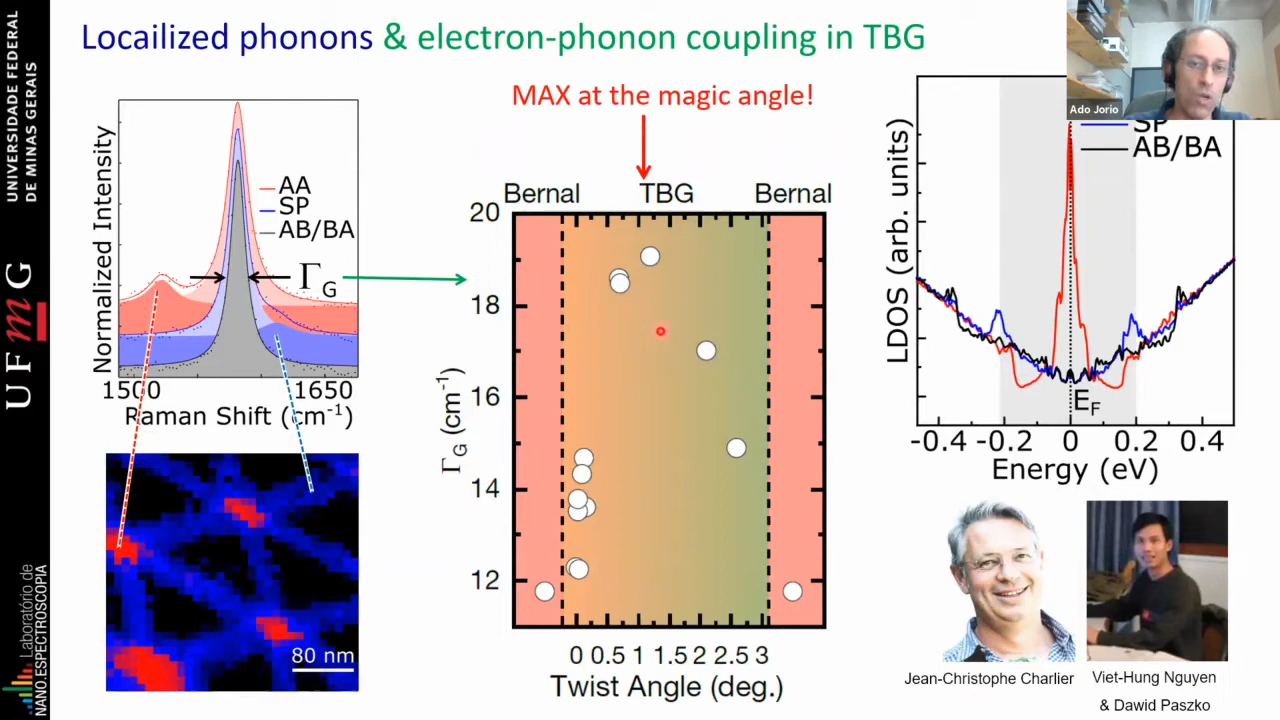 Locailized phonons & electron-phonon coupling in TBG
UNIVERSIDADE FEDERAL
DE MINAS GERAIS
UFmG
Laboratório de
NANO.ESPECTROSCOPIA
Normalized Intensity
AA
SP
AB/BA
ΓG
1500 1650
Raman Shift (cm-1)
80 nm
MAX at the magic angle!
Bernal TBG Bernal
20
18
16
14
12
ΓG (cm-1)
0 0.5 1 1.5 2 2.5 3
Twist Angle (deg.)
Ado Jorio
LDOS (arb. units)
SP
AB/BA
EF
-0.4 -0.2 0 0.2 0.4
Energy (eV)
Jean-Christophe Charlier
Viet-Hung Nguyen
& Dawid Paszko